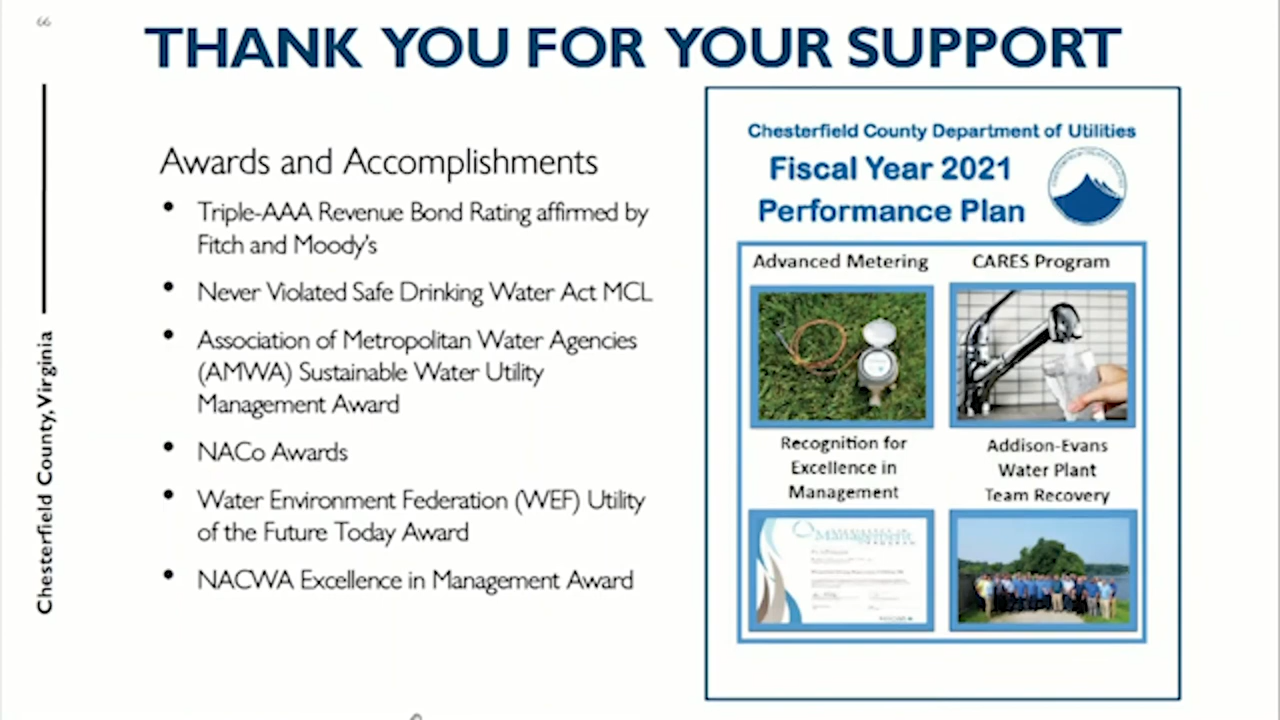 66
THANK YOU FOR YOUR SUPPORT
Chesterfield County, Virginia
Awards and Accomplishments
• Triple-AAA Revenue Bond Rating affirmed by
Fitch and Moody's
• Never Violated Safe Drinking Water Act MCL
• Association of Metropolitan Water Agencies
(AMWA) Sustainable Water Utility
Management Award
• NACo Awards
• Water Environment Federation (WEF) Utility
of the Future Today Award
• NACWA Excellence in Management Award
Chesterfield County Department of Utilities
Fiscal Year 2021
Performance Plan
Advanced Metering
CARES Program
Recognition for
Excellence in
Management
Addison-Evans
Water Plant
Team Recovery
Management